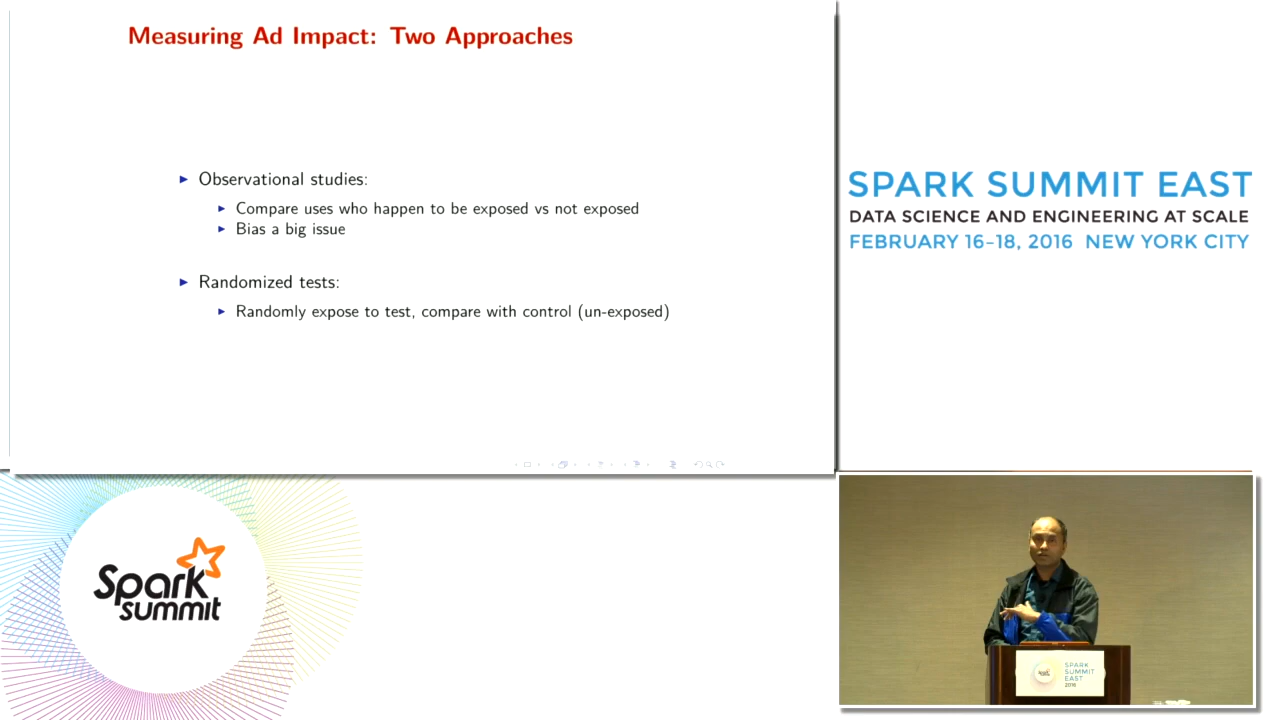 Measuring Ad Impact: Two Approaches
Observational studies:
Compare uses who happen to be exposed vs not exposed
Bias a big issue
Randomized tests:
Randomly expose to test, compare with control (un-exposed)
SPARK SUMMIT EAST
DATA SCIENCE AND ENGINEERING AT SCALE
FEBRUARY 16-18, 2016 NEW YORK CITY
Spark
summit
SPARK
SUMMIT
EAST
2016